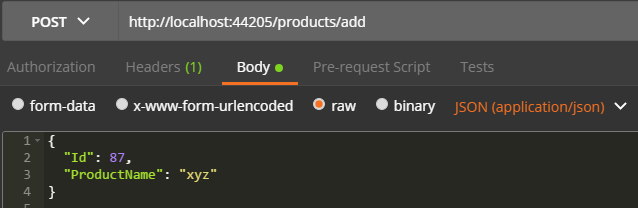 POST http://localhost:44205/products/add
Authorization Headers (1) Body Pre-request Script Tests
form-data x-www-form-urlencoded raw binary JSON (application/json)
1 {
2 "Id": 87,
3 "ProductName": "xyz"
4 }
5